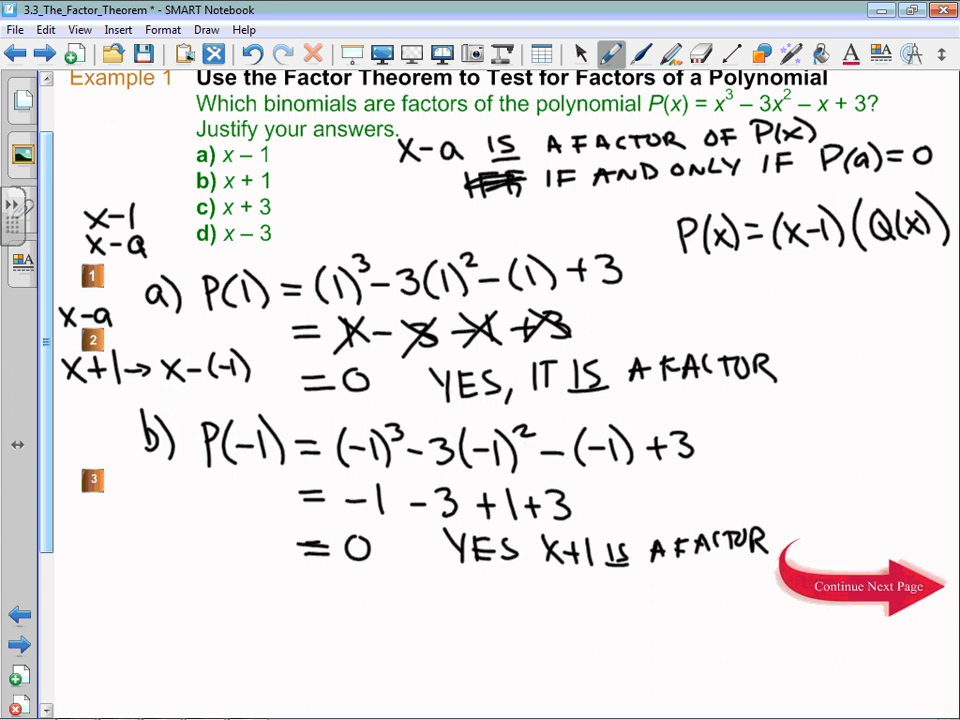 3.3_The_Factor_Theorem * - SMART Notebook
File Edit View Insert Format Draw Help
Example 1 Use the Factor Theorem to Test for Factors of a Polynomial
Which binomials are factors of the polynomial P(x) = x³ – 3x² – x + 3?
Justify your answers.
x-a IS A FACTOR OF P(x)
IF AND ONLY IF P(a)=0
a) x – 1
b) x + 1
c) x + 3
d) x – 3
P(x)=(x-1)(Q(x))
x-1
x-a
1
a) P(1) = (1)³ - 3(1)² - (1) + 3
x-a
2
= 1 - 3 - 1 + 3
x+1 → x-(-1)
= 0 YES, IT IS A FACTOR
b) P(-1) = (-1)³ - 3(-1)² - (-1) + 3
3
= -1 - 3 + 1 + 3
= 0 YES x+1 IS A FACTOR
Continue Next Page